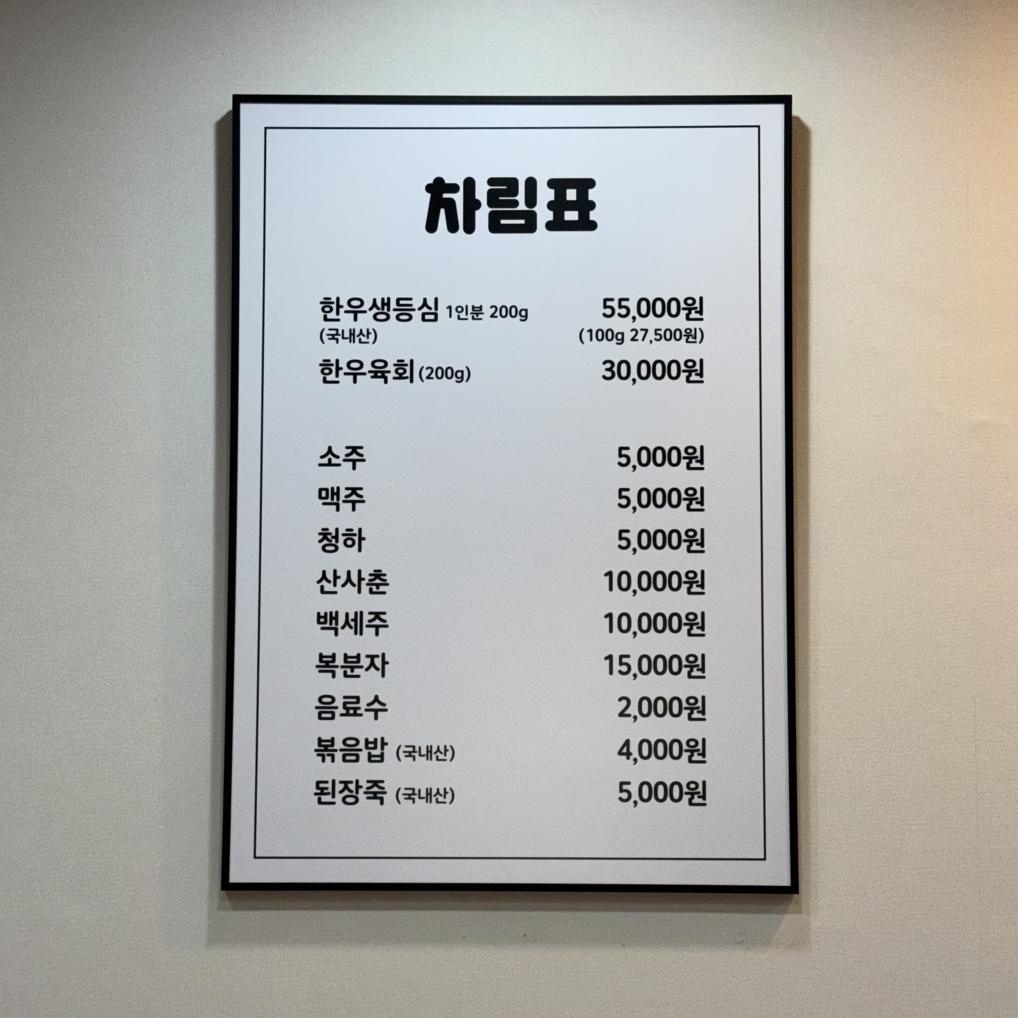 차림표
한우생등심 1인분 200g 55,000원
(국내산) (100g 27,500원)
한우육회(200g) 30,000원
소주 5,000원
맥주 5,000원
청하 5,000원
산사춘 10,000원
백세주 10,000원
복분자 15,000원
음료수 2,000원
볶음밥 (국내산) 4,000원
된장죽 (국내산) 5,000원